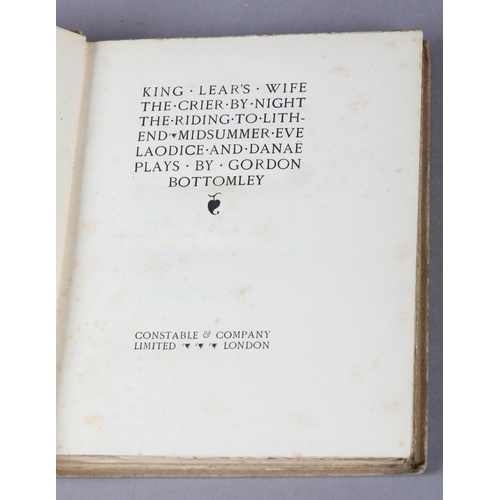 KING · LEAR'S · WIFE
THE · CRIER · BY · NIGHT
THE · RIDING · TO · LITH-
END ❦ MIDSUMMER · EVE
LAODICE · AND · DANAË
PLAYS · BY · GORDON
BOTTOMLEY
CONSTABLE & COMPANY
LIMITED ❦ ❦ ❦ LONDON